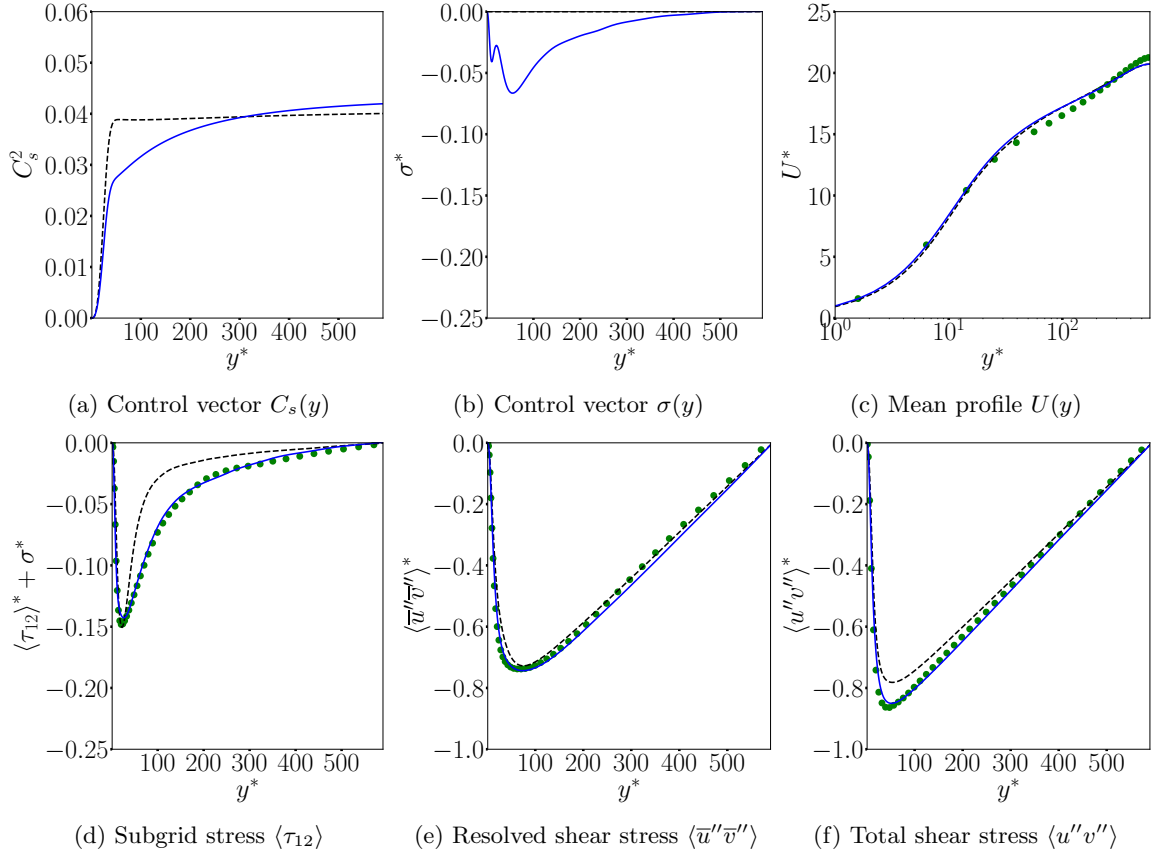 0.06
0.05
0.04
0.03
0.02
0.01
0.00
C_s^2
100 200 300 400 500
y*
(a) Control vector C_s(y)
0.00
−0.05
−0.10
−0.15
−0.20
−0.25
σ*
100 200 300 400 500
y*
(b) Control vector σ(y)
25
20
15
10
5
0
U*
10^0 10^1 10^2
y*
(c) Mean profile U(y)
0.00
−0.05
−0.10
−0.15
−0.20
−0.25
⟨τ_12⟩* + σ*
100 200 300 400 500
y*
(d) Subgrid stress ⟨τ_12⟩
0.0
−0.2
−0.4
−0.6
−0.8
−1.0
⟨u̅″v̅″⟩*
100 200 300 400 500
y*
(e) Resolved shear stress ⟨u̅″v̅″⟩
0.0
−0.2
−0.4
−0.6
−0.8
−1.0
⟨u″v″⟩*
100 200 300 400 500
y*
(f) Total shear stress ⟨u″v″⟩